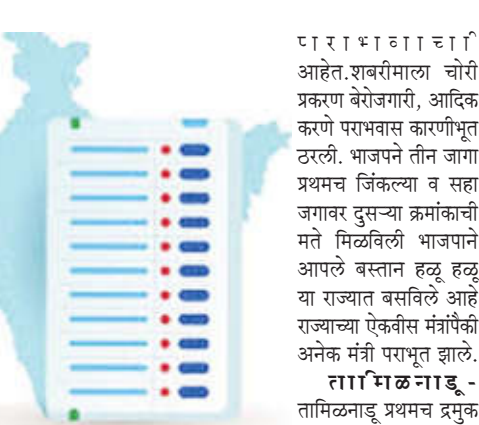 पाराभावाची
आहेत.शबरीमाला चोरी
प्रकरण बेरोजगारी, आदिक
करणे पराभवास कारणीभूत
ठरली. भाजपने तीन जागा
प्रथमच जिंकल्या व सहा
जगावर दुसऱ्या क्रमांकाची
मते मिळविली भाजपाने
आपले बस्तान हळू हळू
या राज्यात बसविले आहे
राज्याच्या ऐकवीस मंत्रांपैकी
अनेक मंत्री पराभूत झाले.
तामिळनाडू -
तामिळनाडू प्रथमच द्रमुक